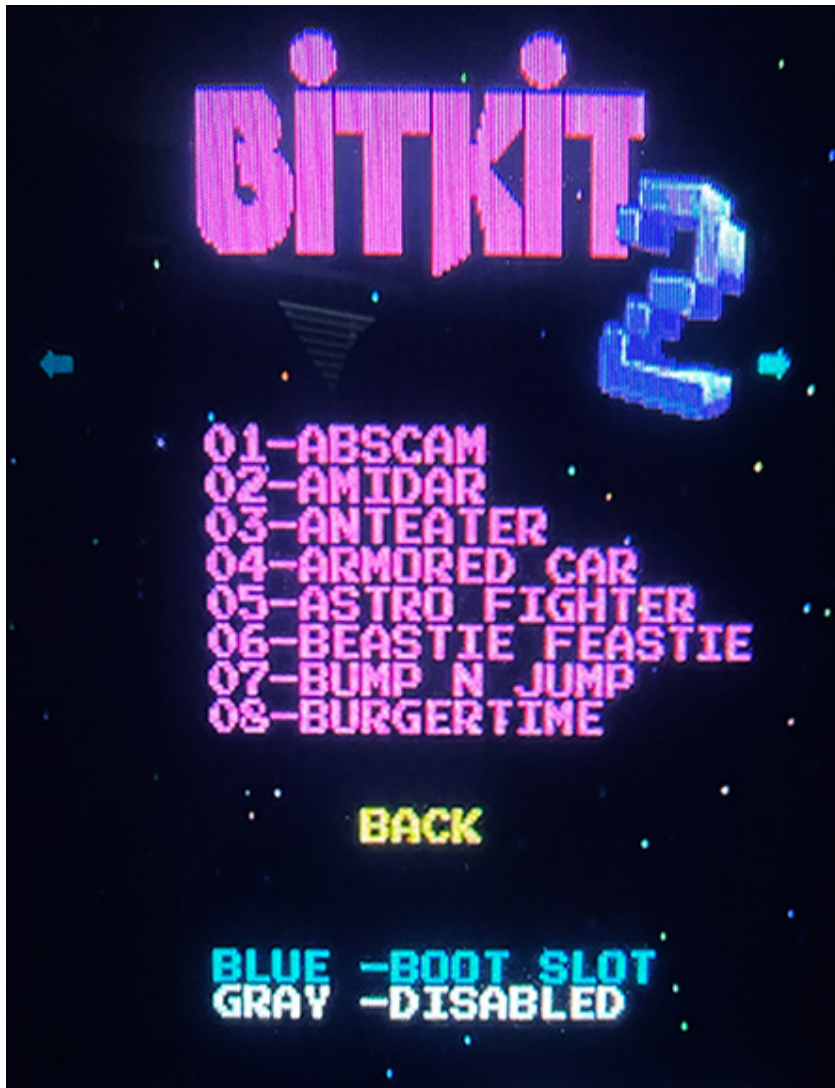 BiTKiT
2
01-ABSCAM
02-AMIDAR
03-ANTEATER
04-ARMORED CAR
05-ASTRO FIGHTER
06-BEASTIE FEASTIE
07-BUMP N JUMP
08-BURGERTIME
BACK
BLUE -BOOT SLOT
GRAY -DISABLED